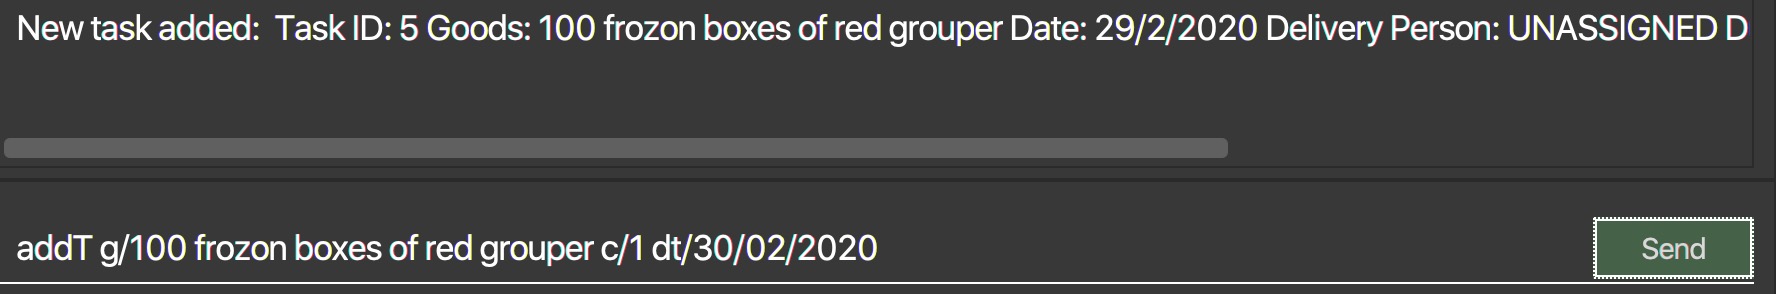 New task added:  Task ID: 5 Goods: 100 frozon boxes of red grouper Date: 29/2/2020 Delivery Person: UNASSIGNED D
addT g/100 frozon boxes of red grouper c/1 dt/30/02/2020
Send